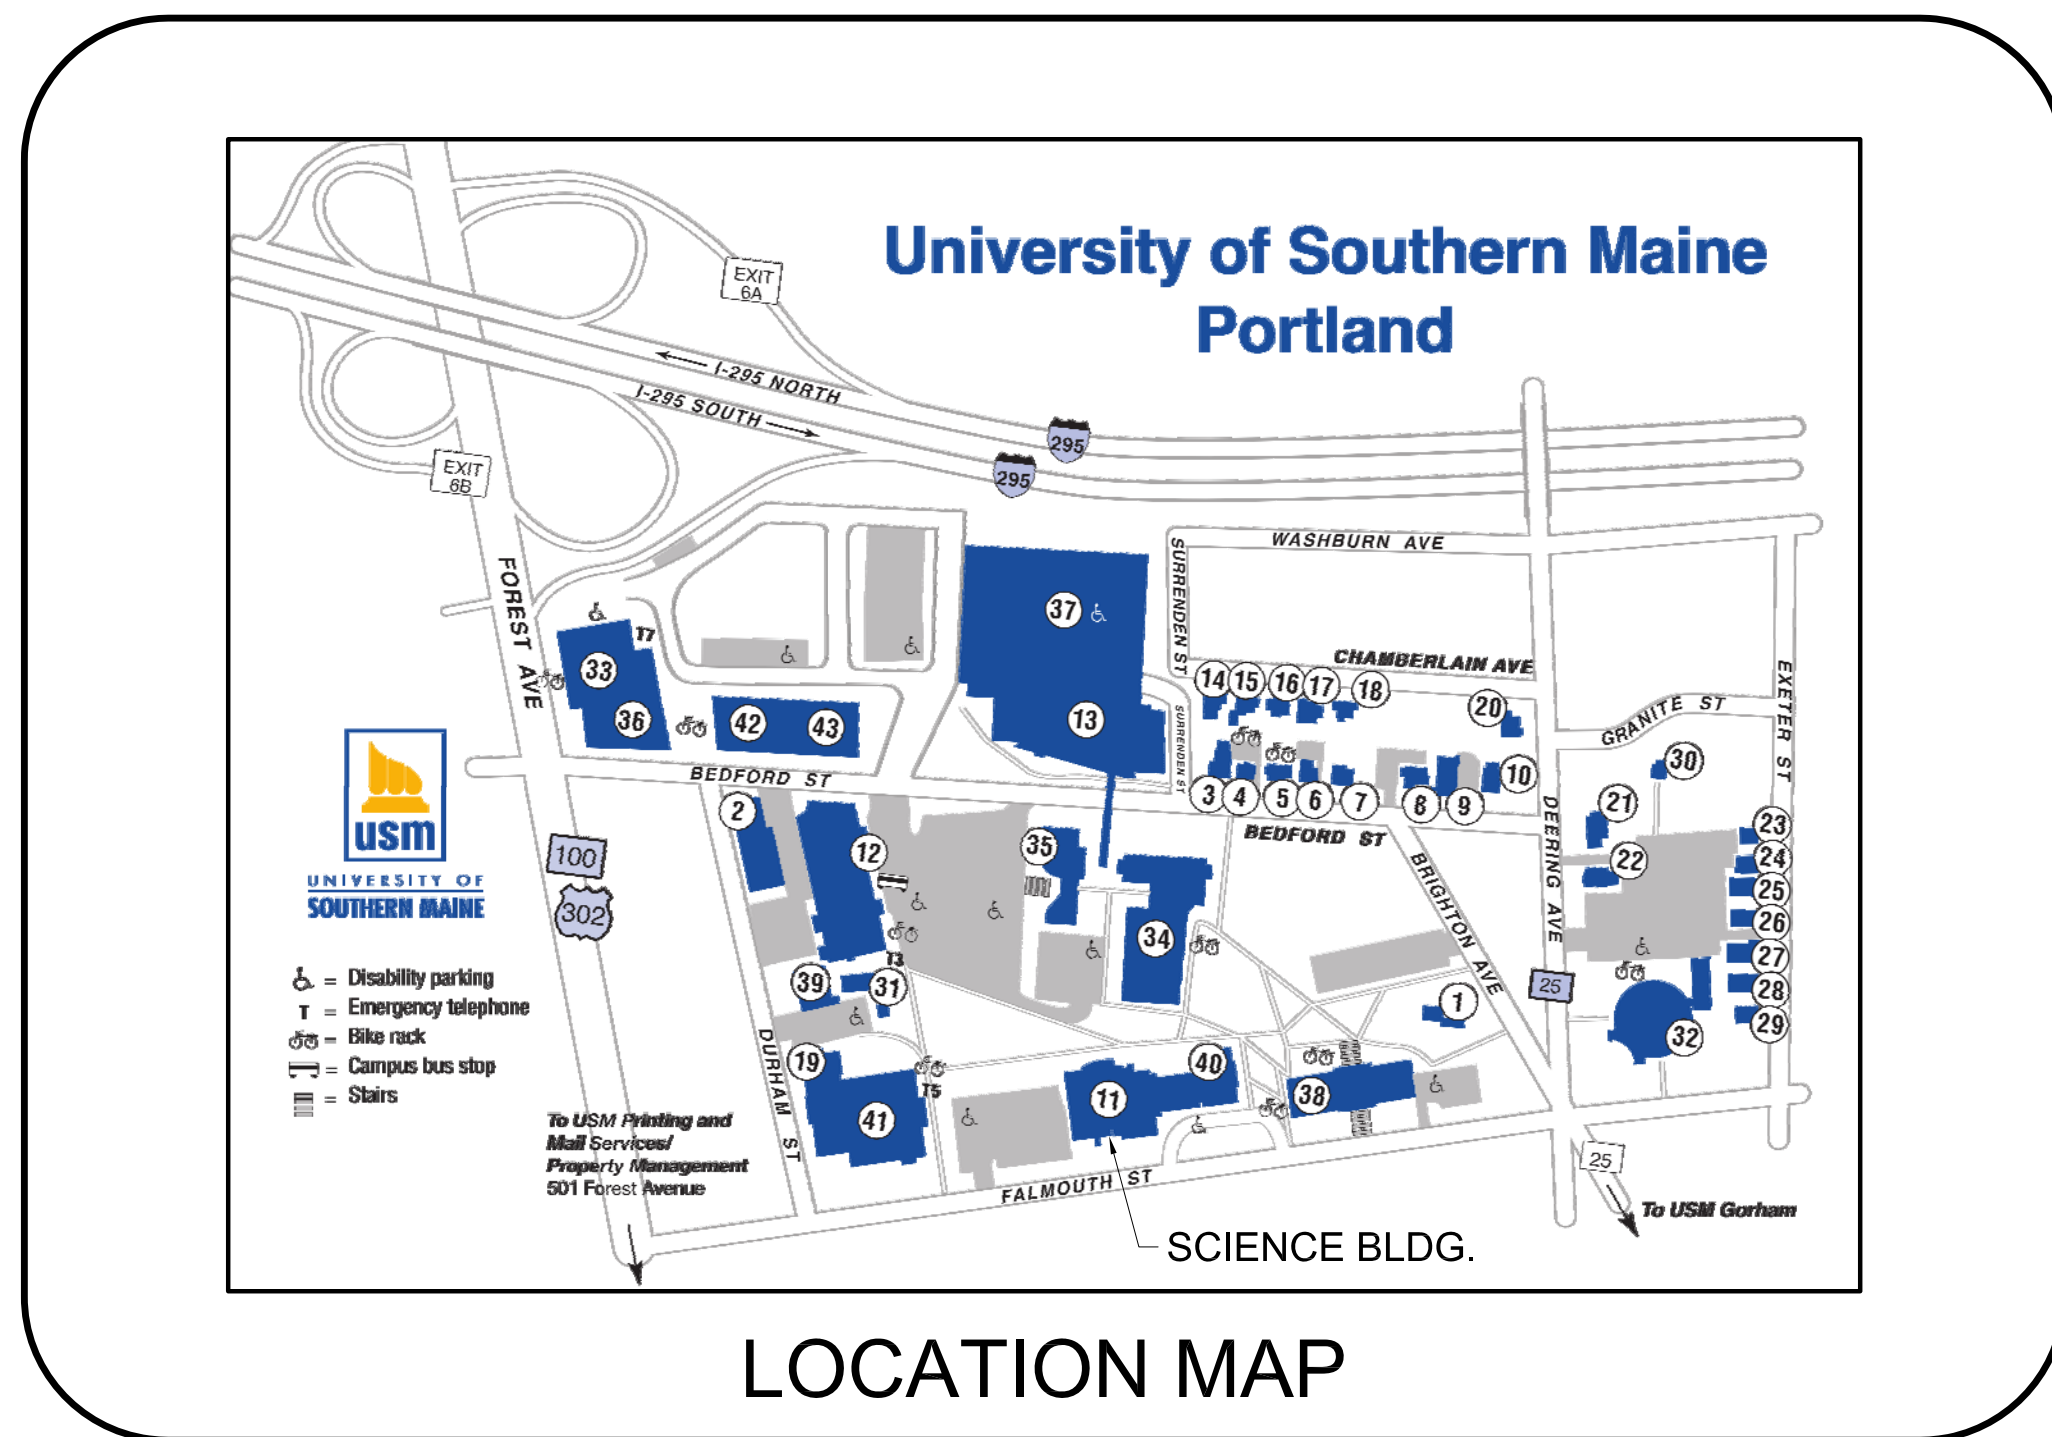 University of Southern Maine
Portland
EXIT
6A
I-295 NORTH
I-295 SOUTH
295
295
EXIT
6B
WASHBURN AVE
SURRENDEN ST
FOREST AVE
37
33
T7
36
42
43
13
CHAMBERLAIN AVE
14
15
16
17
18
20
SURRENDEN ST
GRANITE ST
EXETER ST
30
BEDFORD ST
3
4
5
6
7
8
9
10
BEDFORD ST
DEERING AVE
BRIGHTON AVE
21
22
23
24
25
26
27
28
29
2
12
35
34
usm
UNIVERSITY OF
SOUTHERN MAINE
100
302
T3
39
31
25
1
32
= Disability parking
T = Emergency telephone
= Bike rack
= Campus bus stop
= Stairs
DURHAM ST
19
41
T5
11
40
38
To USM Printing and
Mail Services/
Property Management
501 Forest Avenue
FALMOUTH ST
25
To USM Gorham
SCIENCE BLDG.
LOCATION MAP